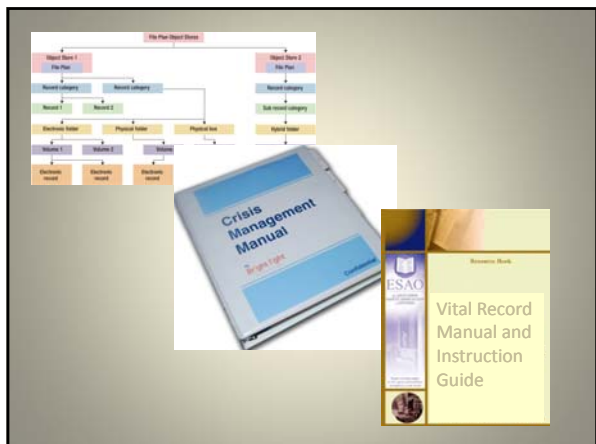 File Plan Object Stores
Object Store 1
Object Store 2
File Plan
File Plan
Record category
Record category
Record category
Record 1
Record 2
Sub-record category
Electronic folder
Physical folder
Physical box
Hybrid folder
Volume 1
Volume 2
Volume
Electronic record
Electronic record
Electronic record
Crisis
Management
Manual
Bright Light
Confidential
Resource Book
ESAO
Vital Record
Manual and
Instruction
Guide